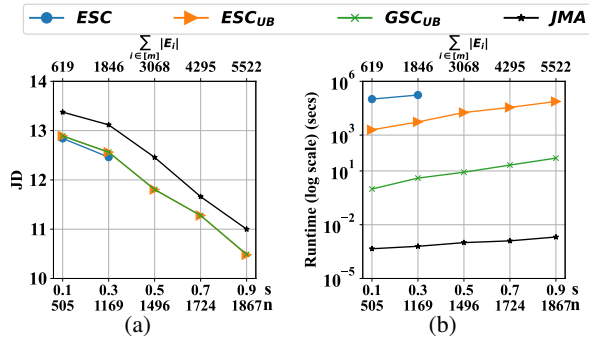 ESC ESC_UB GSC_UB JMA
∑ |E_i| ∑ |E_i|
i∈[m] i∈[m]
619 1846 3068 4295 5522 619 1846 3068 4295 5522
14
13
12
11
10
JD
0.1 0.3 0.5 0.7 0.9 s
505 1169 1496 1724 1867 n
(a)
10^6
10^3
10^1
10^−2
10^−5
Runtime (log scale) (secs)
0.1 0.3 0.5 0.7 0.9 s
505 1169 1496 1724 1867 n
(b)